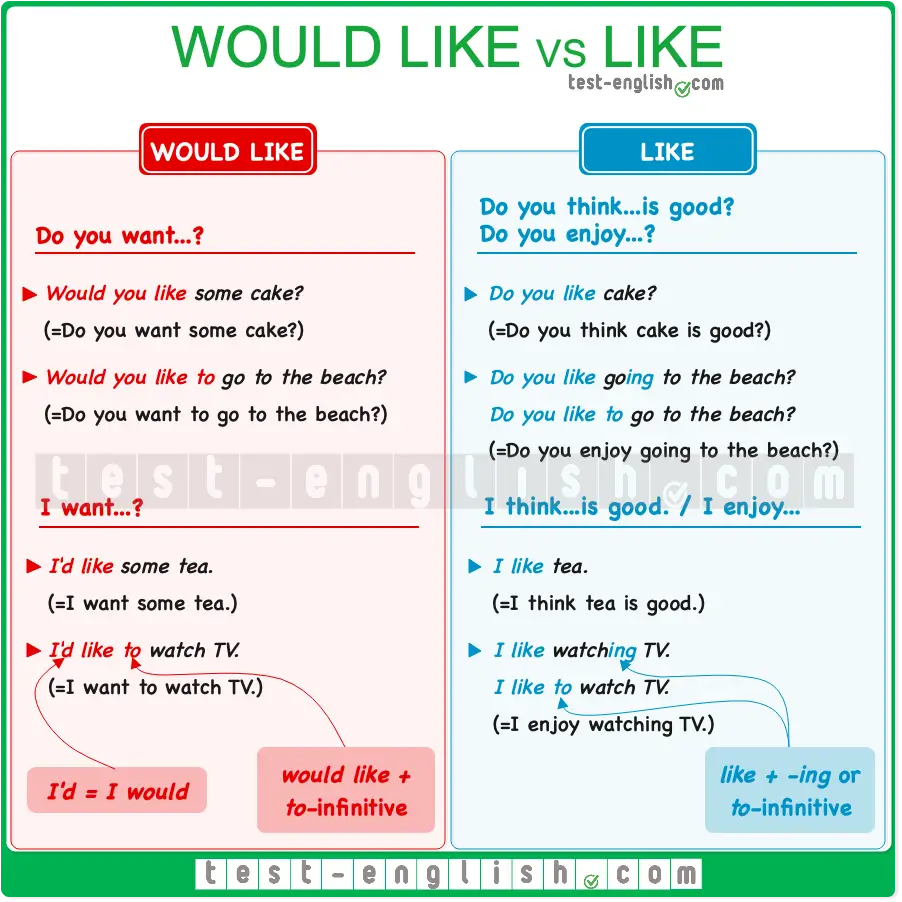 WOULD LIKE vs LIKE
test-english.com
WOULD LIKE
Do you want...?
Would you like some cake?
(=Do you want some cake?)
Would you like to go to the beach?
(=Do you want to go to the beach?)
I want...?
I'd like some tea.
(=I want some tea.)
I'd like to watch TV.
(=I want to watch TV.)
I'd = I would
would like +
to-infinitive
LIKE
Do you think...is good?
Do you enjoy...?
Do you like cake?
(=Do you think cake is good?)
Do you like going to the beach?
Do you like to go to the beach?
(=Do you enjoy going to the beach?)
I think...is good. / I enjoy...
I like tea.
(=I think tea is good.)
I like watching TV.
I like to watch TV.
(=I enjoy watching TV.)
like + -ing or
to-infinitive
test-english.com
test-english.com